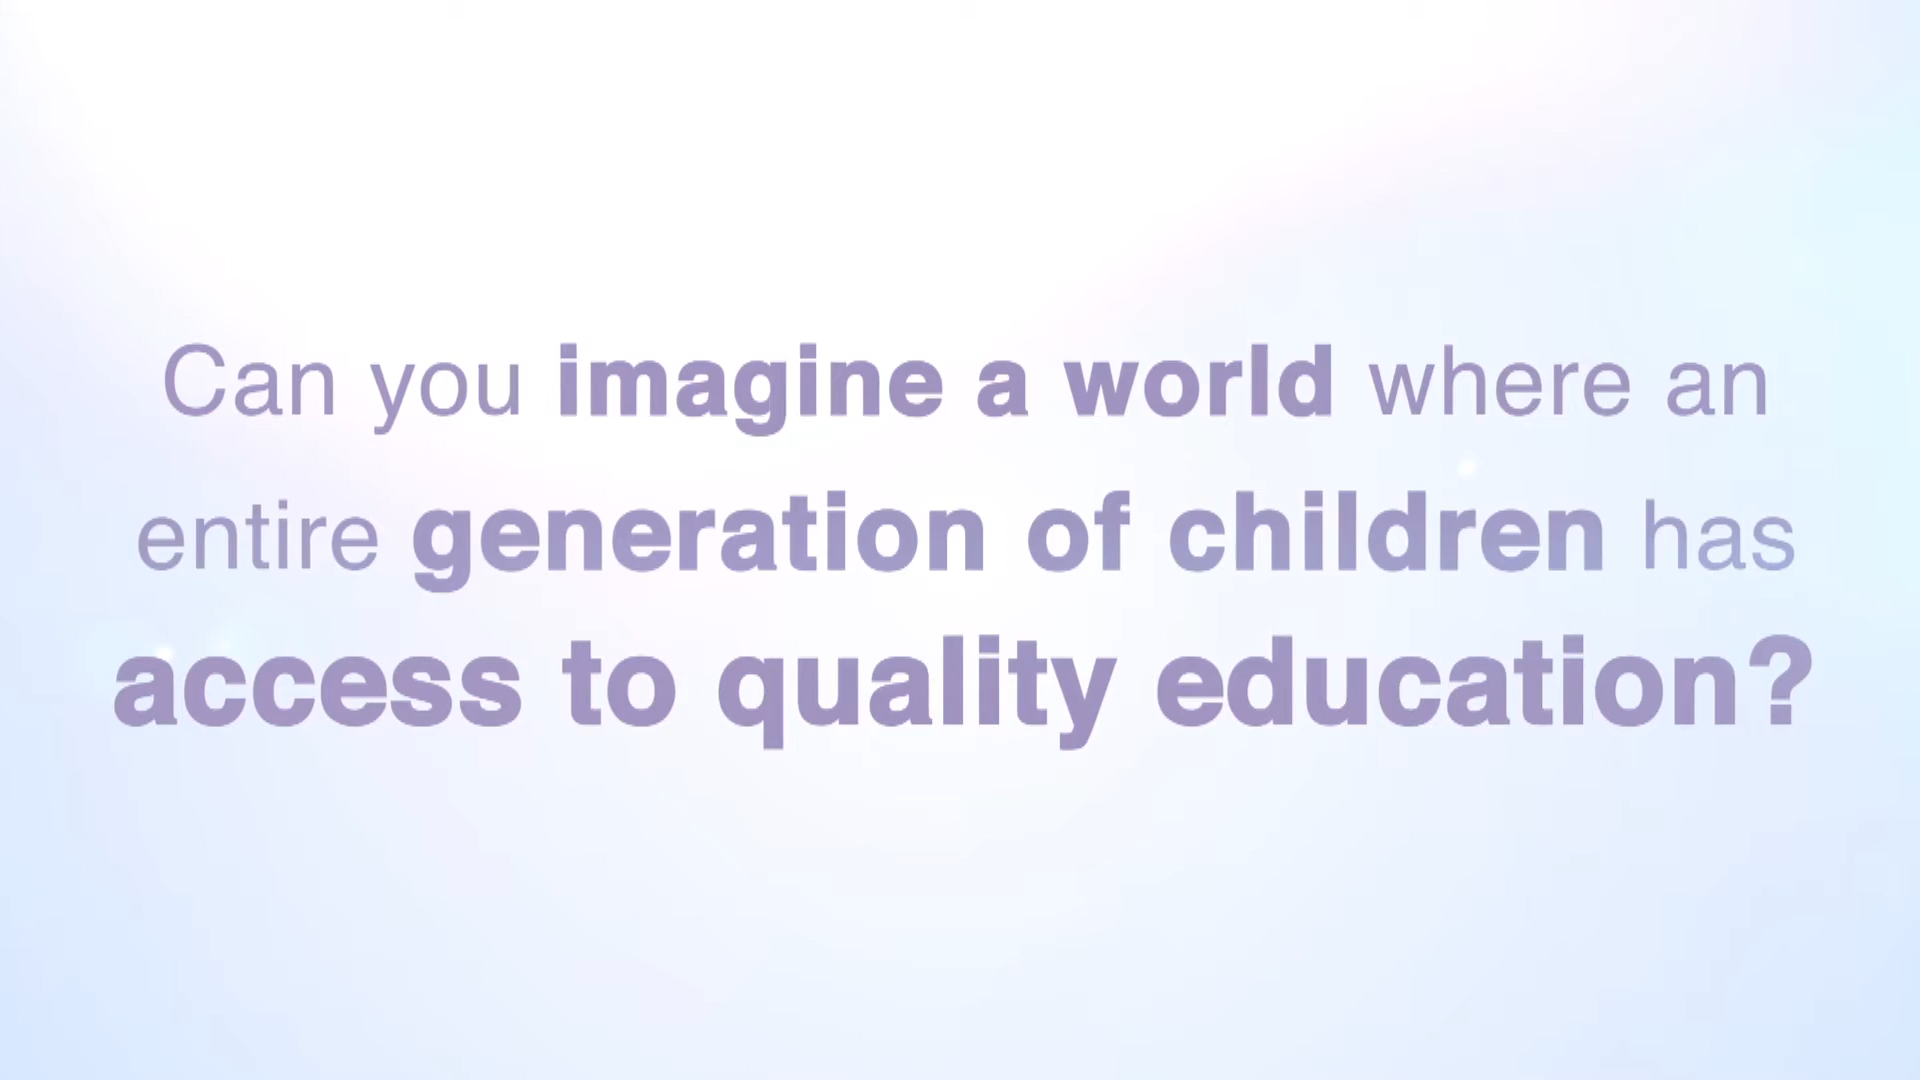 Can you imagine a world where an
entire generation of children has
access to quality education?